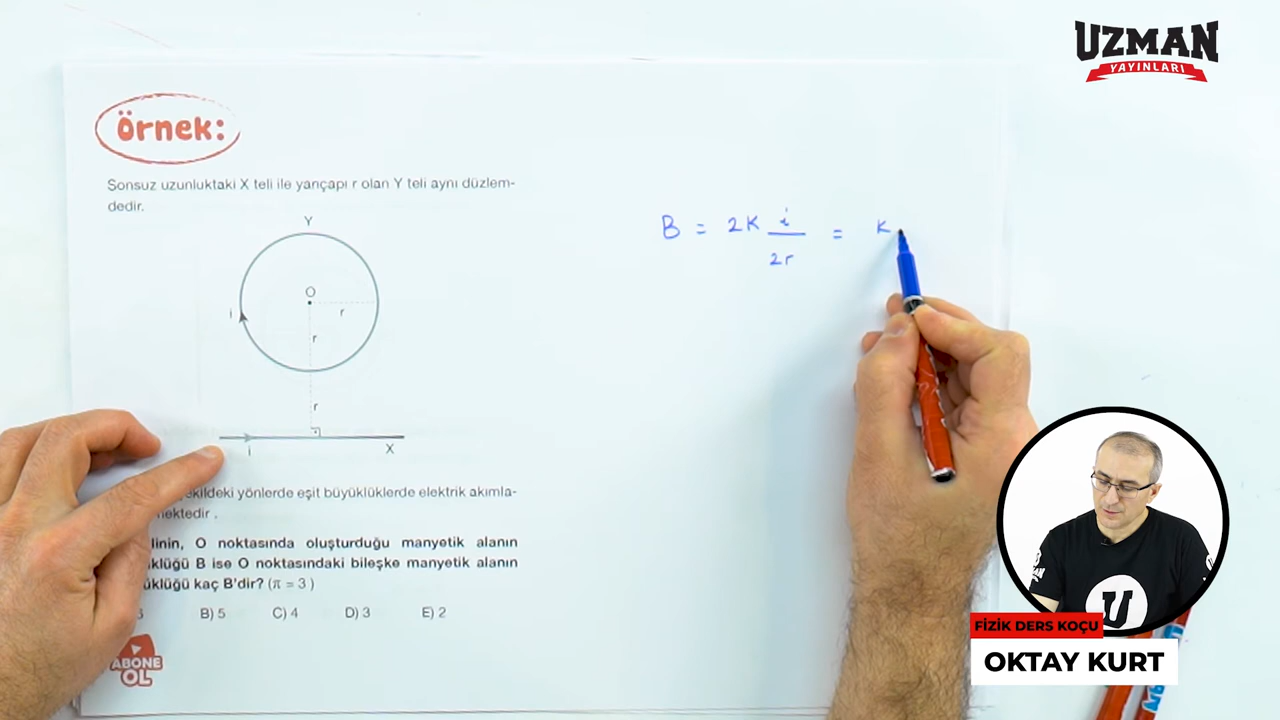 UZMAN
YAYINLARI
örnek:
Sonsuz uzunluktaki X teli ile yarıçapı r olan Y teli aynı düzlem-
dedir.
Y
O
r
i
r
r
i
X
ekildeki yönlerde eşit büyüklüklerde elektrik akımla-
mektedir .
linin, O noktasında oluşturduğu manyetik alanın
üklüğü B ise O noktasındaki bileşke manyetik alanın
üklüğü kaç B'dir? (π = 3 )
B) 5 C) 4 D) 3 E) 2
ABONE
OL
B = 2K i / 2r = K
U
FİZİK DERS KOÇU
OKTAY KURT